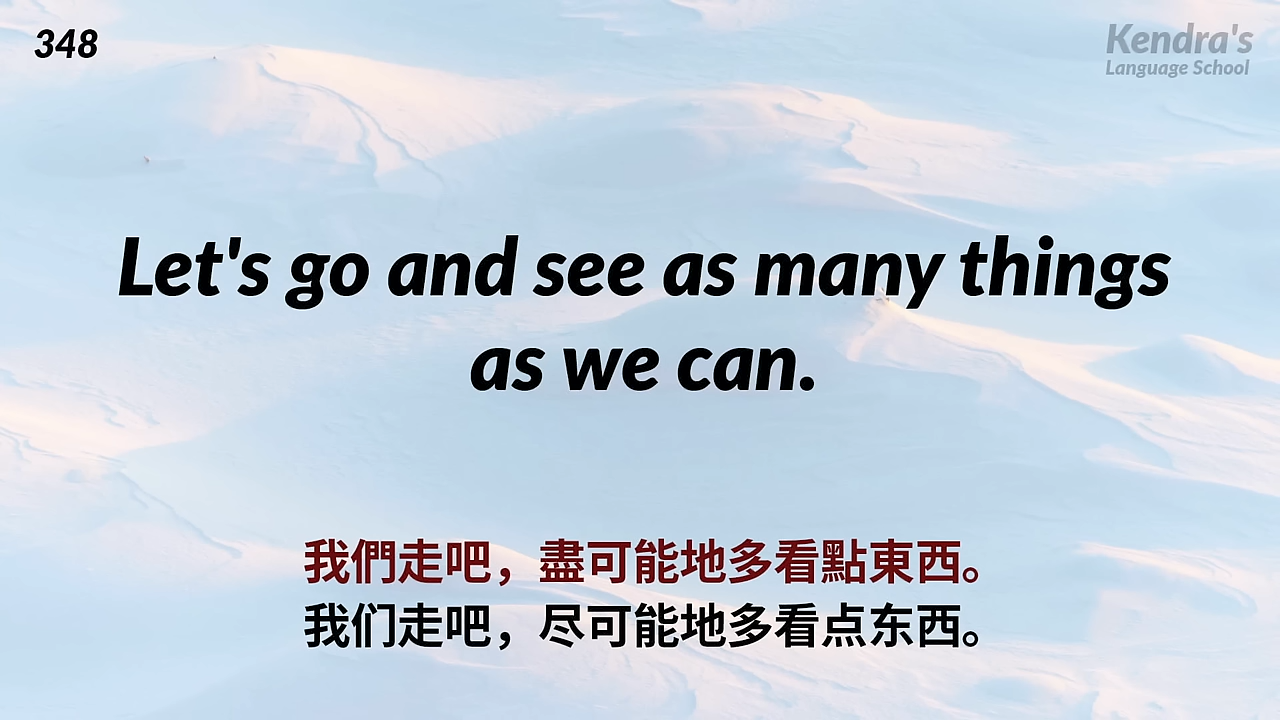 348
Kendra's
Language School
Let's go and see as many things
as we can.
我們走吧，盡可能地多看點東西。
我们走吧，尽可能地多看点东西。